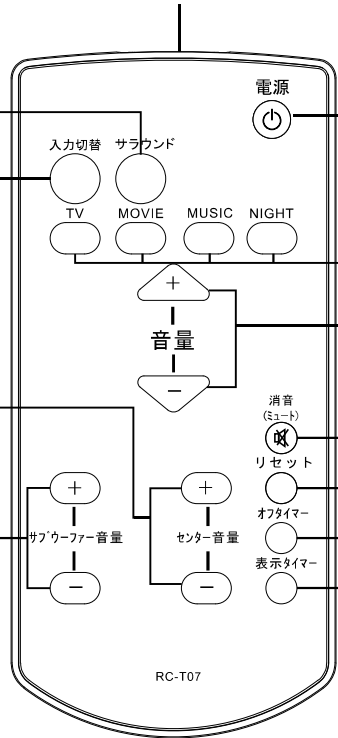 電源
入力切替 サラウンド
TV MOVIE MUSIC NIGHT
+
音量
−
消音
(ミュート)
リセット
+ +
オフタイマー
サブウーファー音量 センター音量
表示タイマー
− −
RC-T07